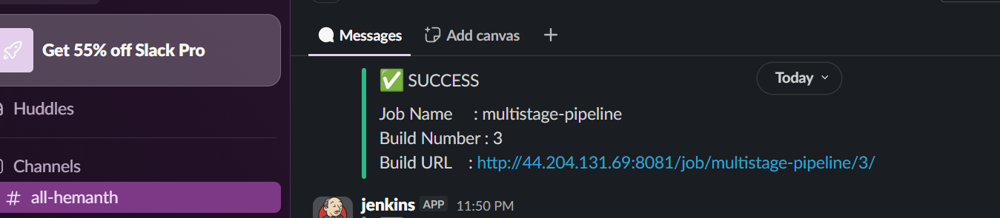 Get 55% off Slack Pro
Huddles
Channels
# all-hemanth
Messages
Add canvas
Today
SUCCESS
Job Name : multistage-pipeline
Build Number : 3
Build URL : http://44.204.131.69:8081/job/multistage-pipeline/3/
jenkins APP 11:50 PM